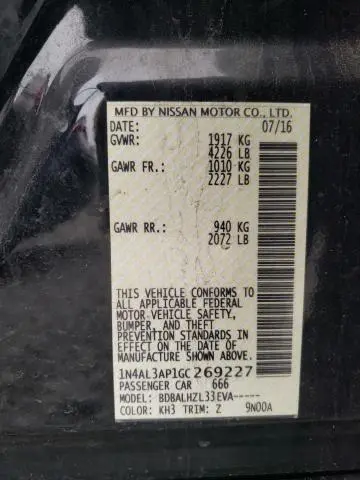 MFD BY NISSAN MOTOR CO., LTD.
DATE: 07/16
GVWR: 1917 KG
4226 LB
GAWR FR.: 1010 KG
2227 LB
GAWR RR.: 940 KG
2072 LB
THIS VEHICLE CONFORMS TO
ALL APPLICABLE FEDERAL
MOTOR VEHICLE SAFETY,
BUMPER, AND THEFT
PREVENTION STANDARDS IN
EFFECT ON THE DATE OF
MANUFACTURE SHOWN ABOVE.
1N4AL3AP1GC269227
PASSENGER CAR 666
MODEL: BDBALHZL33EVA-----
COLOR: KH3 TRIM: Z 9N00A